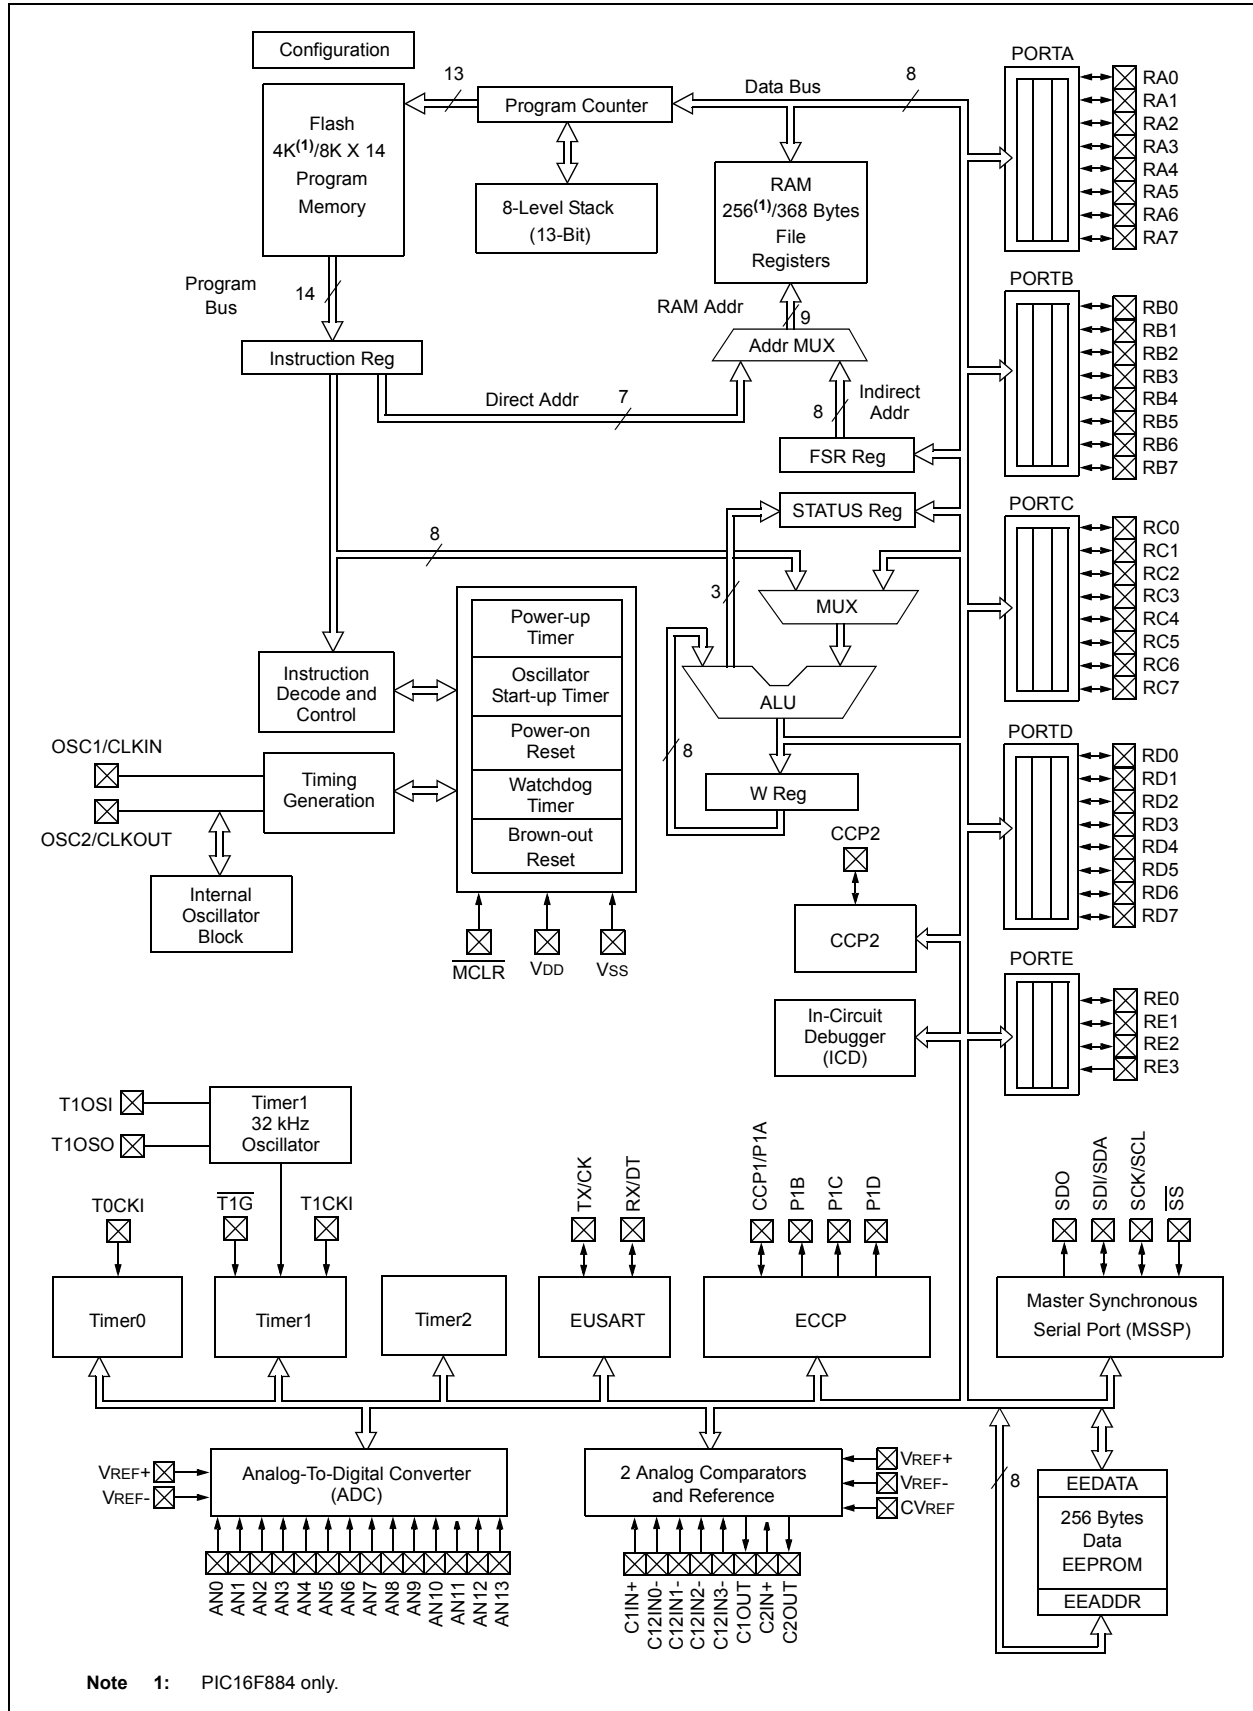 Configuration
Flash
4K(1)/8K X 14
Program
Memory
13
Program Counter
Data Bus
8
8-Level Stack
(13-Bit)
RAM
256(1)/368 Bytes
File
Registers
Program
Bus
14
RAM Addr
9
Addr MUX
Instruction Reg
Direct Addr
7
8
Indirect
Addr
FSR Reg
STATUS Reg
8
3
MUX
ALU
8
W Reg
Instruction
Decode and
Control
Power-up
Timer
Oscillator
Start-up Timer
Power-on
Reset
Watchdog
Timer
Brown-out
Reset
OSC1/CLKIN
OSC2/CLKOUT
Timing
Generation
Internal
Oscillator
Block
MCLR
VDD
VSS
CCP2
CCP2
In-Circuit
Debugger
(ICD)
PORTA
RA0
RA1
RA2
RA3
RA4
RA5
RA6
RA7
PORTB
RB0
RB1
RB2
RB3
RB4
RB5
RB6
RB7
PORTC
RC0
RC1
RC2
RC3
RC4
RC5
RC6
RC7
PORTD
RD0
RD1
RD2
RD3
RD4
RD5
RD6
RD7
PORTE
RE0
RE1
RE2
RE3
T1OSI
T1OSO
Timer1
32 kHz
Oscillator
T0CKI
T1G
T1CKI
TX/CK
RX/DT
CCP1/P1A
P1B
P1C
P1D
SDO
SDI/SDA
SCK/SCL
SS
Timer0
Timer1
Timer2
EUSART
ECCP
Master Synchronous
Serial Port (MSSP)
VREF+
VREF-
Analog-To-Digital Converter
(ADC)
AN0
AN1
AN2
AN3
AN4
AN5
AN6
AN7
AN8
AN9
AN10
AN11
AN12
AN13
2 Analog Comparators
and Reference
VREF+
VREF-
CVREF
C1IN+
C12IN0-
C12IN1-
C12IN2-
C12IN3-
C1OUT
C2IN+
C2OUT
8
EEDATA
256 Bytes
Data
EEPROM
EEADDR
Note 1: PIC16F884 only.